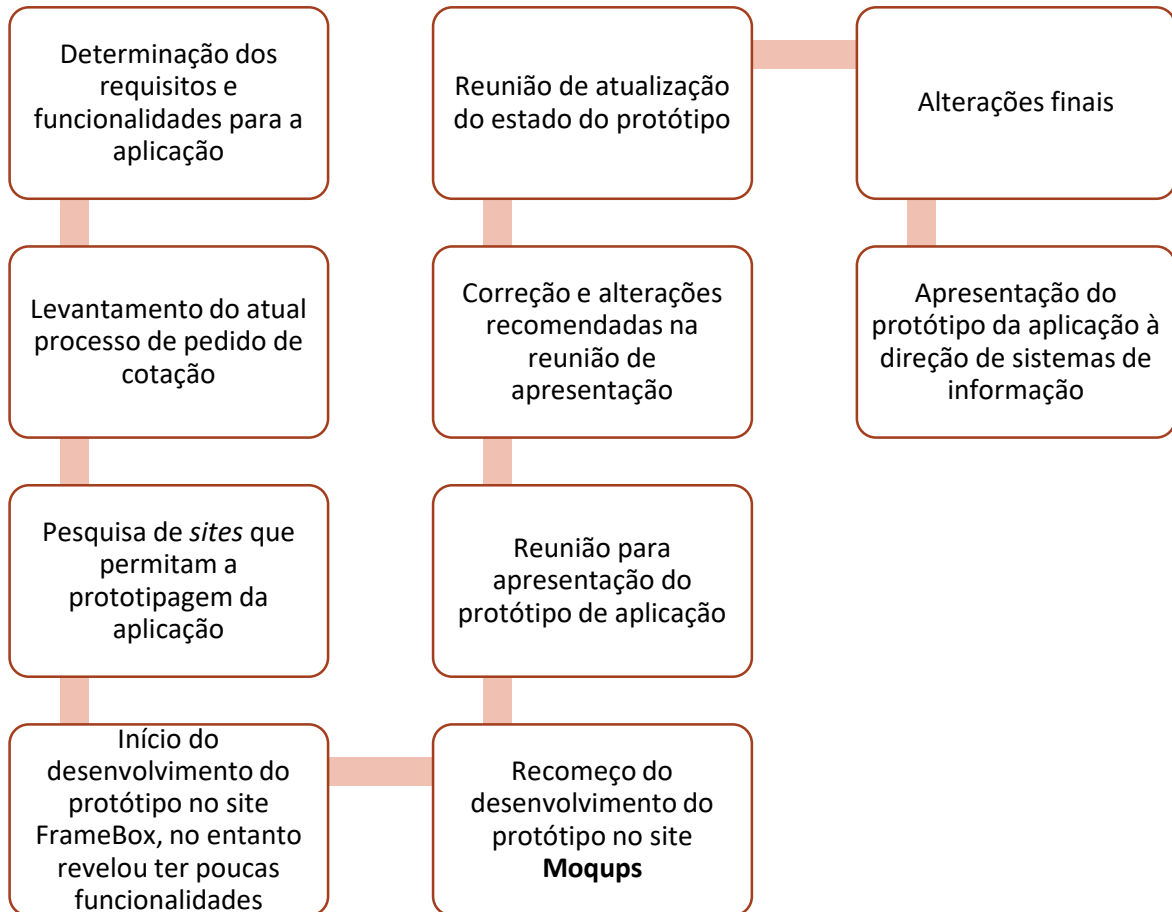 Determinação dos
requisitos e
funcionalidades para a
aplicação
Levantamento do atual
processo de pedido de
cotação
Pesquisa de sites que
permitam a
prototipagem da
aplicação
Início do
desenvolvimento do
protótipo no site
FrameBox, no entanto
revelou ter poucas
funcionalidades
Recomeço do
desenvolvimento do
protótipo no site
Moqups
Reunião para
apresentação do
protótipo de aplicação
Correção e alterações
recomendadas na
reunião de
apresentação
Reunião de atualização
do estado do protótipo
Alterações finais
Apresentação do
protótipo da aplicação à
direção de sistemas de
informação